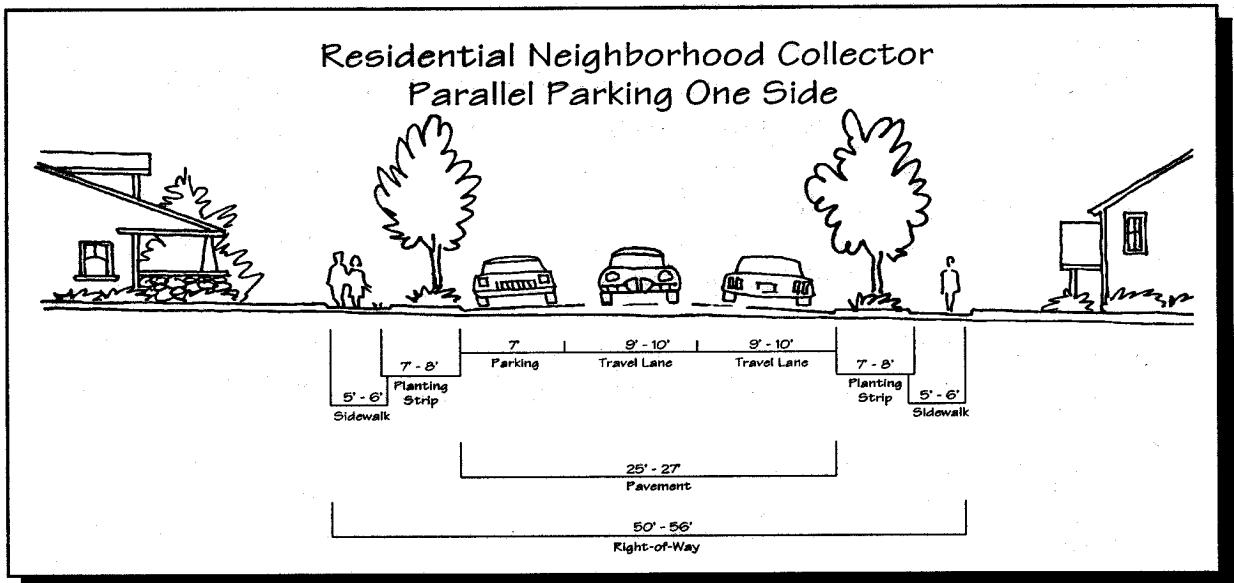 Residential Neighborhood Collector
Parallel Parking One Side
7' 9' - 10' 9' - 10'
Parking Travel Lane Travel Lane
7' - 8' 7' - 8'
Planting Strip Planting Strip
5' - 6' 5' - 6'
Sidewalk Sidewalk
25' - 27'
Pavement
50' - 56'
Right-of-Way